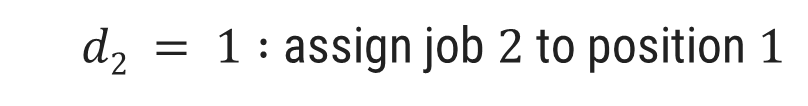 d₂ = 1 : assign job 2 to position 1